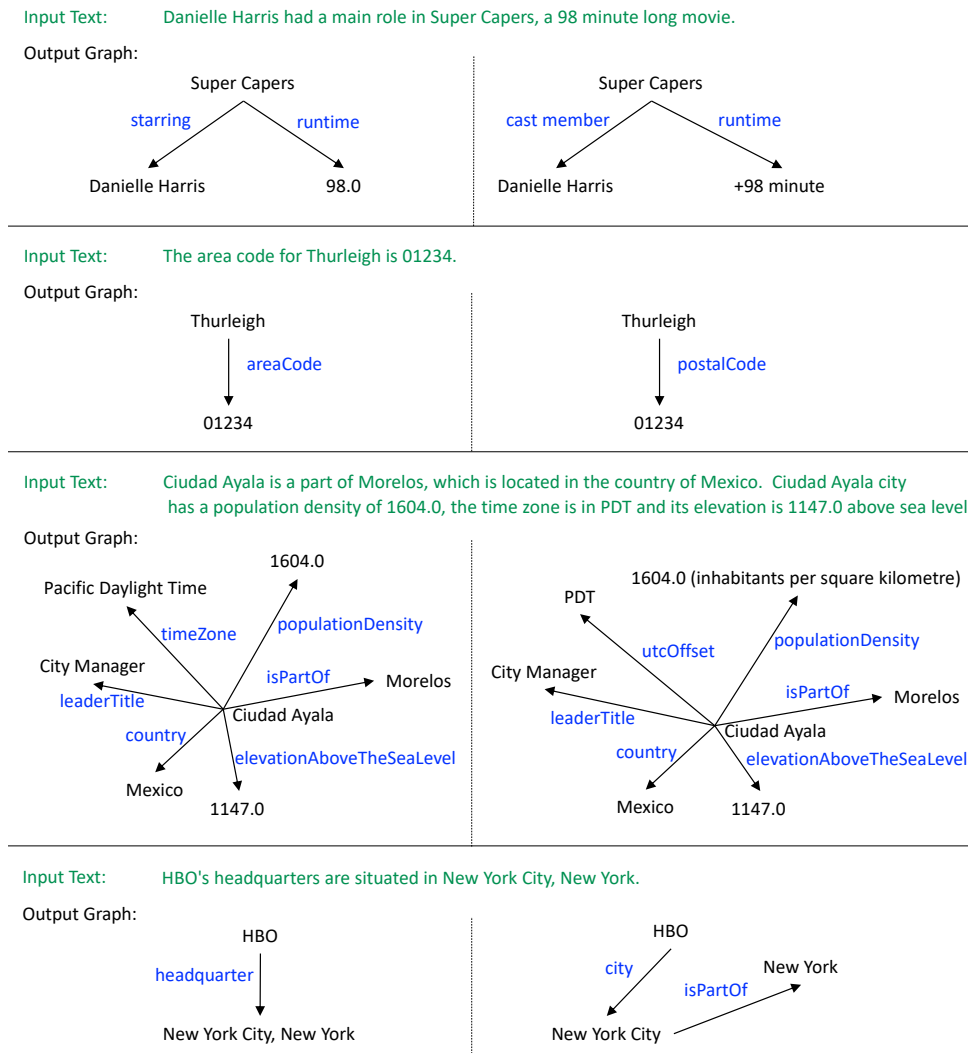 Input Text: Danielle Harris had a main role in Super Capers, a 98 minute long movie.
Output Graph:
Super Capers
starring
runtime
Danielle Harris
98.0
Super Capers
cast member
runtime
Danielle Harris
+98 minute
Input Text: The area code for Thurleigh is 01234.
Output Graph:
Thurleigh
areaCode
01234
Thurleigh
postalCode
01234
Input Text: Ciudad Ayala is a part of Morelos, which is located in the country of Mexico. Ciudad Ayala city
has a population density of 1604.0, the time zone is in PDT and its elevation is 1147.0 above sea level
Output Graph:
1604.0
Pacific Daylight Time
populationDensity
timeZone
City Manager
isPartOf
Morelos
leaderTitle
Ciudad Ayala
country
elevationAboveTheSeaLevel
Mexico
1147.0
1604.0 (inhabitants per square kilometre)
PDT
utcOffset
populationDensity
City Manager
isPartOf
Morelos
leaderTitle
Ciudad Ayala
country
elevationAboveTheSeaLevel
Mexico
1147.0
Input Text: HBO's headquarters are situated in New York City, New York.
Output Graph:
HBO
headquarter
New York City, New York
HBO
city
New York
isPartOf
New York City